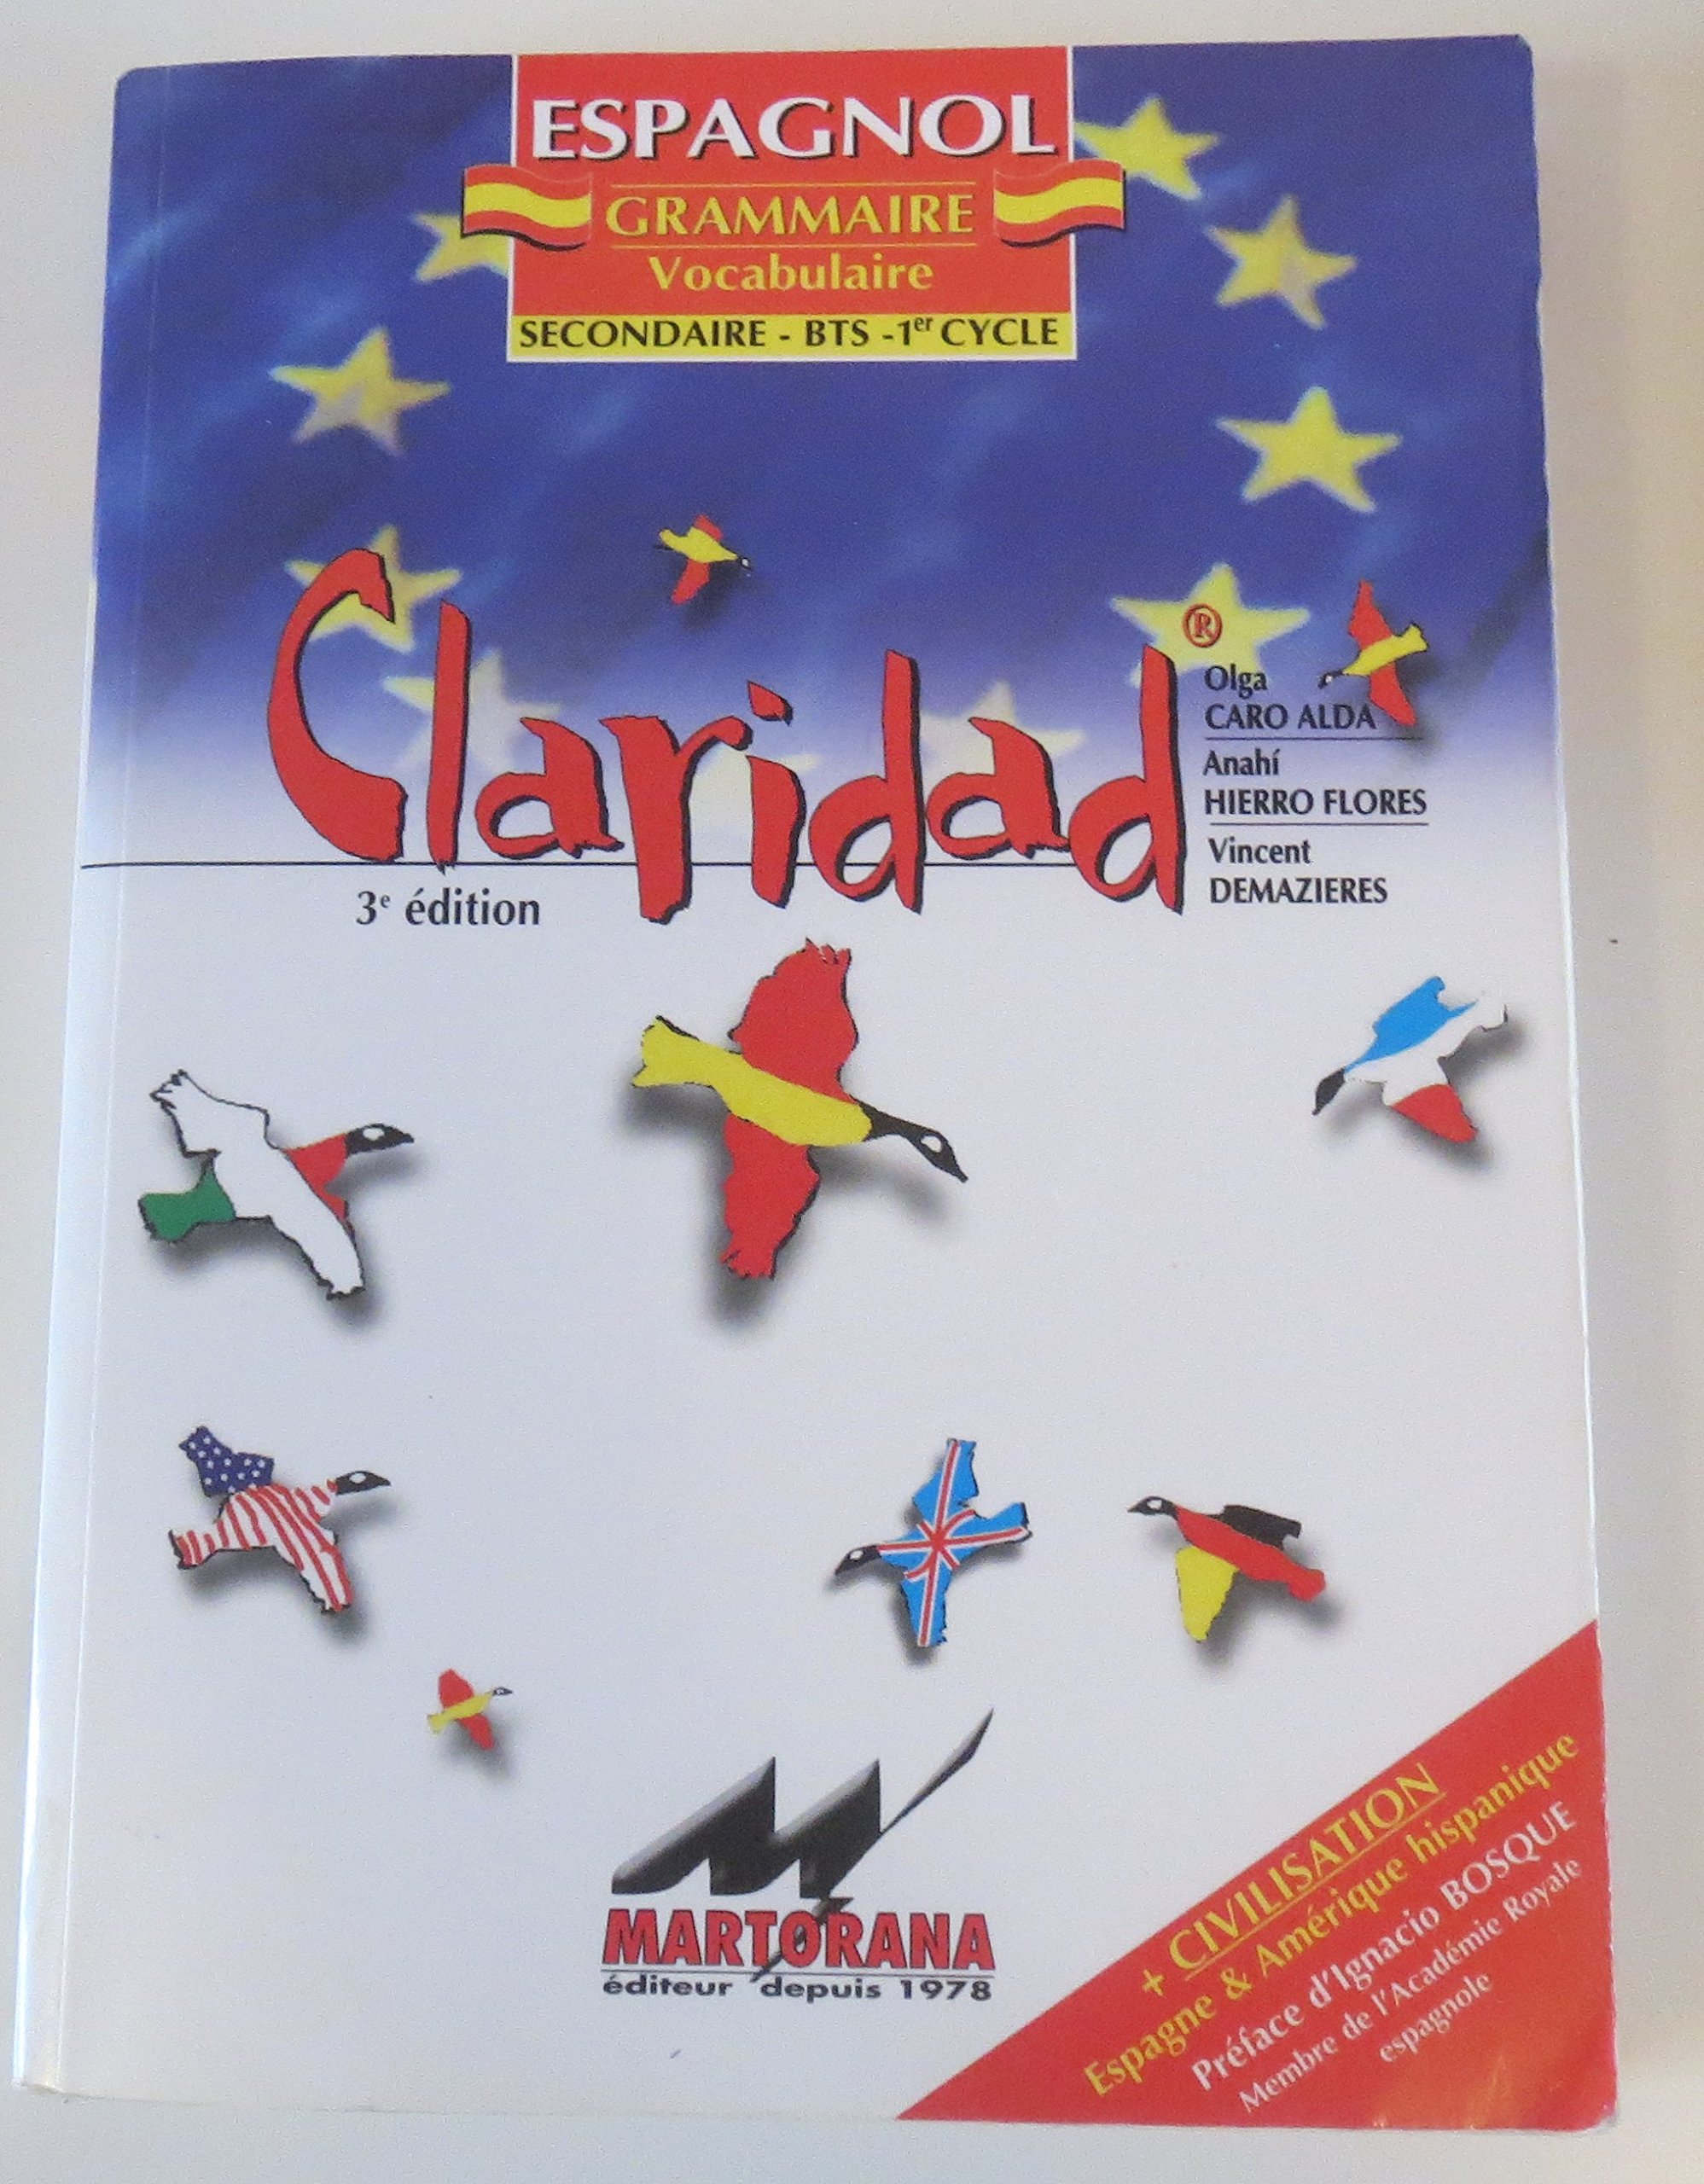 ESPAGNOL
GRAMMAIRE
Vocabulaire
SECONDAIRE - BTS -1er CYCLE
Claridad®
Olga
CARO ALDA
Anahí
HIERRO FLORES
Vincent
DEMAZIERES
3e édition
MARTORANA
éditeur depuis 1978
+ CIVILISATION
Espagne & Amérique hispanique
Préface d'Ignacio BOSQUE
Membre de l'Académie Royale
espagnole